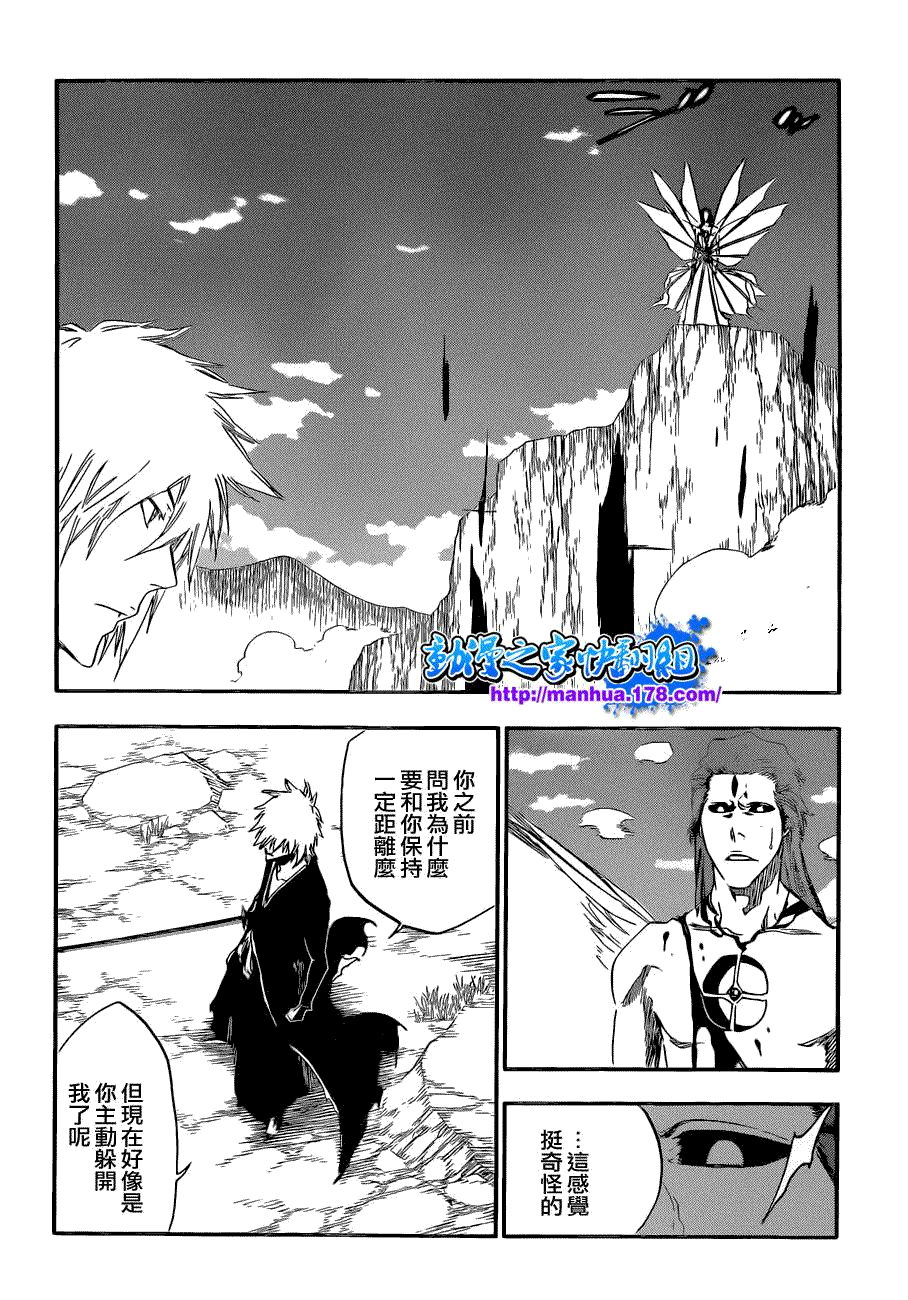 動漫之家快翻組
http://manhua.178.com/
…這感覺
挺奇怪的
你之前
問我為什麼
要和你保持
一定距離麼
但現在好像是
你主動躲開
我了呢